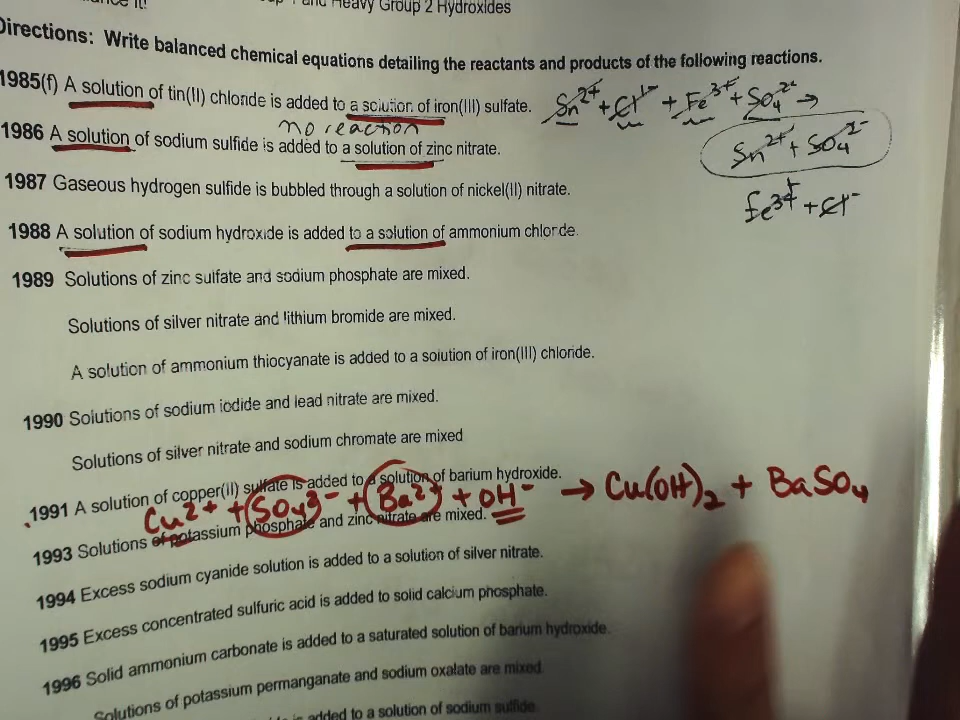 and Heavy Group 2 Hydroxides
Directions: Write balanced chemical equations detailing the reactants and products of the following reactions.
1985(f) A solution of tin(II) chloride is added to a solution of iron(III) sulfate. Sn²⁺ + Cl¹⁻ + Fe³⁺ + SO₄²⁻ →
no reaction
1986 A solution of sodium sulfide is added to a solution of zinc nitrate. Sn²⁺ + SO₄²⁻
1987 Gaseous hydrogen sulfide is bubbled through a solution of nickel(II) nitrate. Fe³⁺ + Cl⁻
1988 A solution of sodium hydroxide is added to a solution of ammonium chlorde.
1989 Solutions of zinc sulfate and sodium phosphate are mixed.
Solutions of silver nitrate and lithium bromide are mixed.
A solution of ammonium thiocyanate is added to a solution of iron(III) chloride.
1990 Solutions of sodium iodide and lead nitrate are mixed.
Solutions of silver nitrate and sodium chromate are mixed
1991 A solution of copper(II) sulfate is added to a solution of barium hydroxide.
Cu²⁺ + SO₄³⁻ + Ba²⁺ + OH⁻ → Cu(OH)₂ + BaSO₄
1993 Solutions of potassium phosphate and zinc nitrate are mixed.
1994 Excess sodium cyanide solution is added to a solution of silver nitrate.
1995 Excess concentrated sulfuric acid is added to solid calcium phosphate.
1996 Solid ammonium carbonate is added to a saturated solution of barium hydroxide.
Solutions of potassium permanganate and sodium oxalate are mixed
is added to a solution of sodium sulfide.